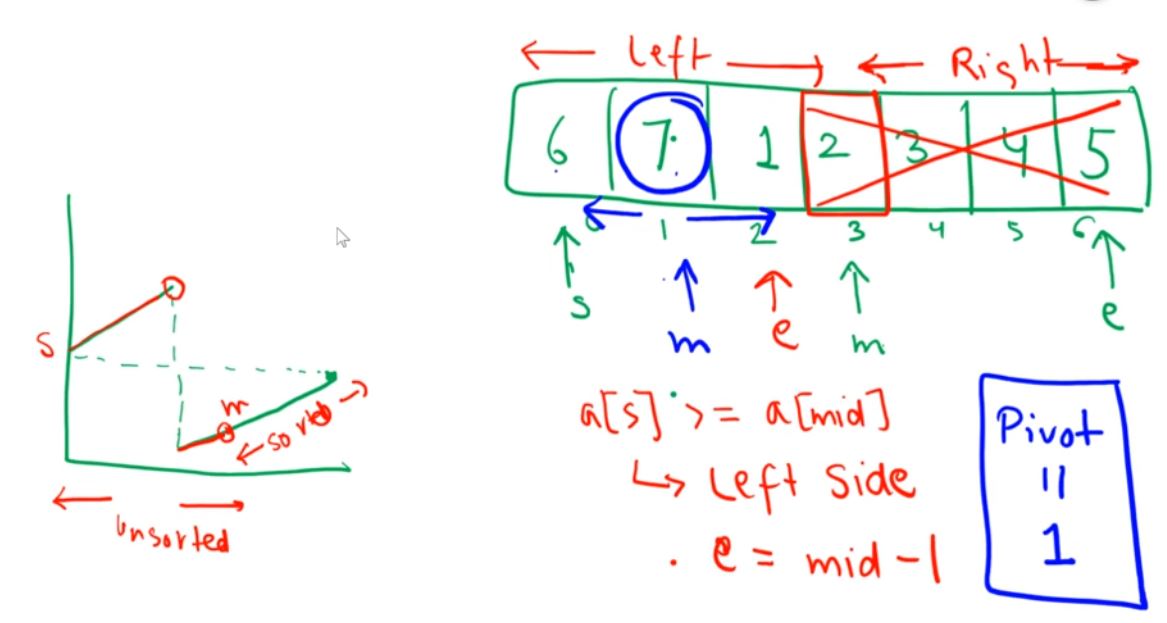 Left Right
6 7 1 2 3 4 5
0 1 2 3 4 5 6
s m e m e
S
m
sorted
Unsorted
a[s] >= a[mid]
↳ Left Side
. e = mid - 1
Pivot
=
1